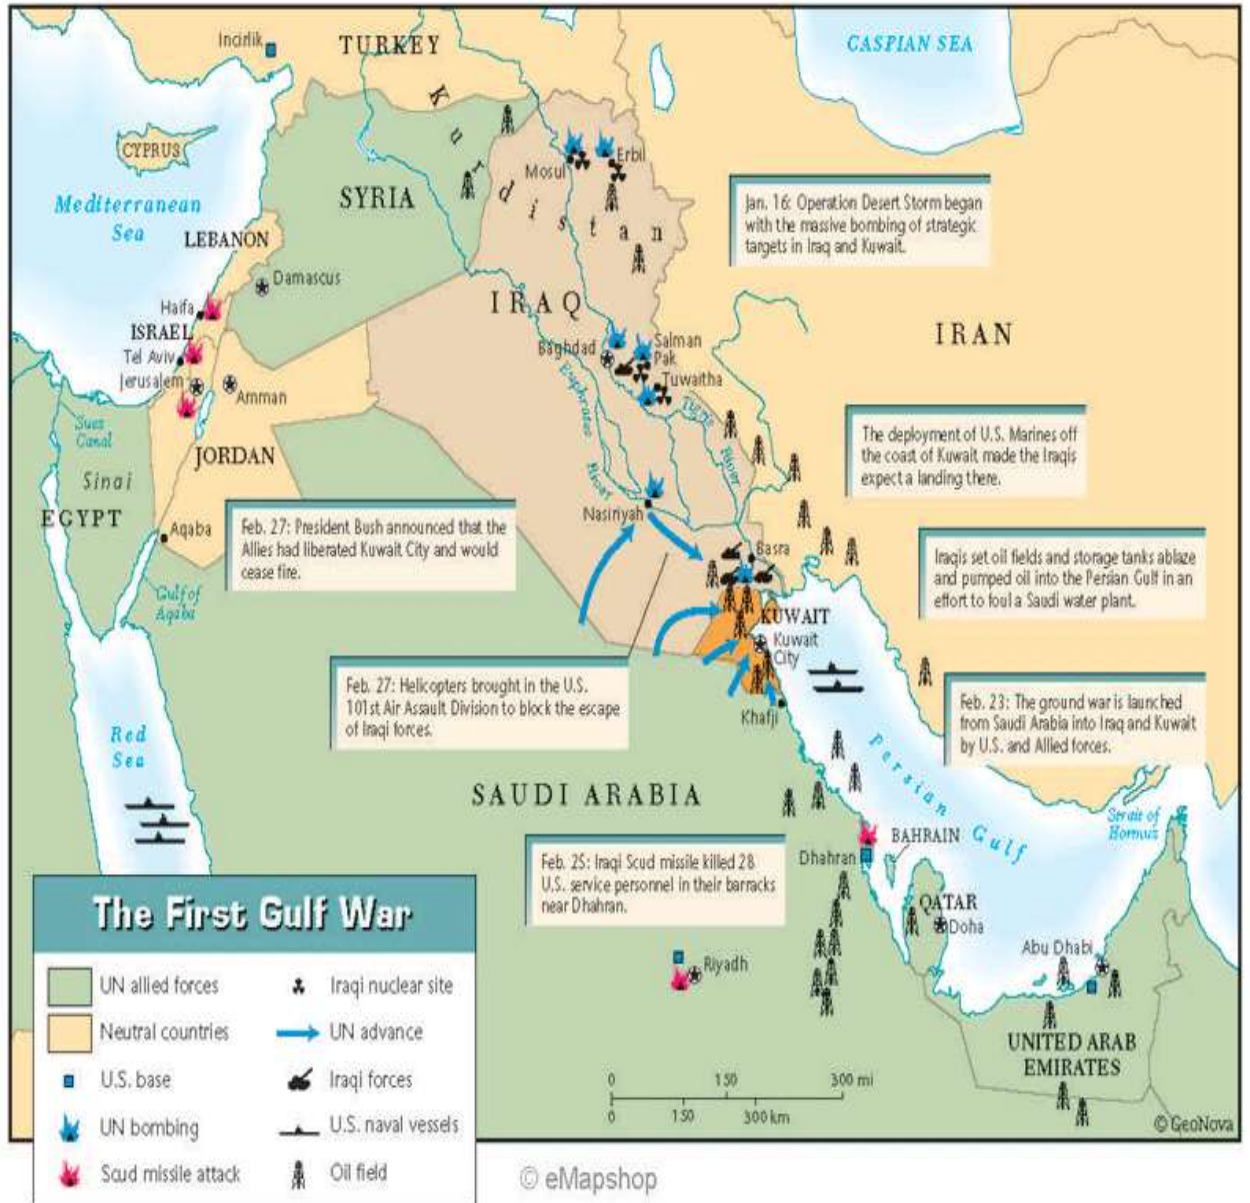 Incirlik
TURKEY
CASPIAN SEA
Kurdistan
CYPRUS
Mosul
Erbil
SYRIA
Mediterranean
Sea
LEBANON
Damascus
Jan. 16: Operation Desert Storm began
with the massive bombing of strategic
targets in Iraq and Kuwait.
Haifa
ISRAEL
IRAQ
IRAN
Tel Aviv
Baghdad
Salman
Pak
Jerusalem
Amman
Tuwaitha
Euphrates
River
Tigris
River
Suez
Canal
JORDAN
The deployment of U.S. Marines off
the coast of Kuwait made the Iraqis
expect a landing there.
Sinai
EGYPT
Nasiriyah
Aqaba
Feb. 27: President Bush announced that the
Allies had liberated Kuwait City and would
cease fire.
Basra
Iraqis set oil fields and storage tanks ablaze
and pumped oil into the Persian Gulf in an
effort to foul a Saudi water plant.
Gulf of
Aqaba
KUWAIT
Kuwait
City
Feb. 27: Helicopters brought in the U.S.
101st Air Assault Division to block the escape
of Iraqi forces.
Khafji
Feb. 23: The ground war is launched
from Saudi Arabia into Iraq and Kuwait
by U.S. and Allied forces.
Red
Sea
Persian Gulf
SAUDI ARABIA
Strait of
Hormuz
BAHRAIN
Dhahran
Feb. 25: Iraqi Scud missile killed 28
U.S. service personnel in their barracks
near Dhahran.
QATAR
Doha
Abu Dhabi
Riyadh
UNITED ARAB
EMIRATES
The First Gulf War
UN allied forces
Iraqi nuclear site
Neutral countries
UN advance
U.S. base
Iraqi forces
UN bombing
U.S. naval vessels
Scud missile attack
Oil field
0 150 300 mi
0 150 300 km
© GeoNova
© eMapshop